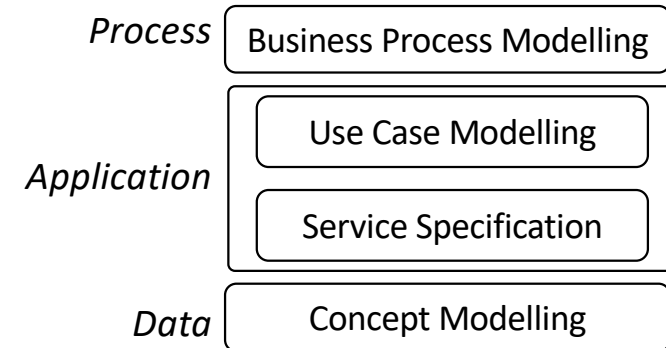 Process
Business Process Modelling
Use Case Modelling
Application
Service Specification
Data
Concept Modelling